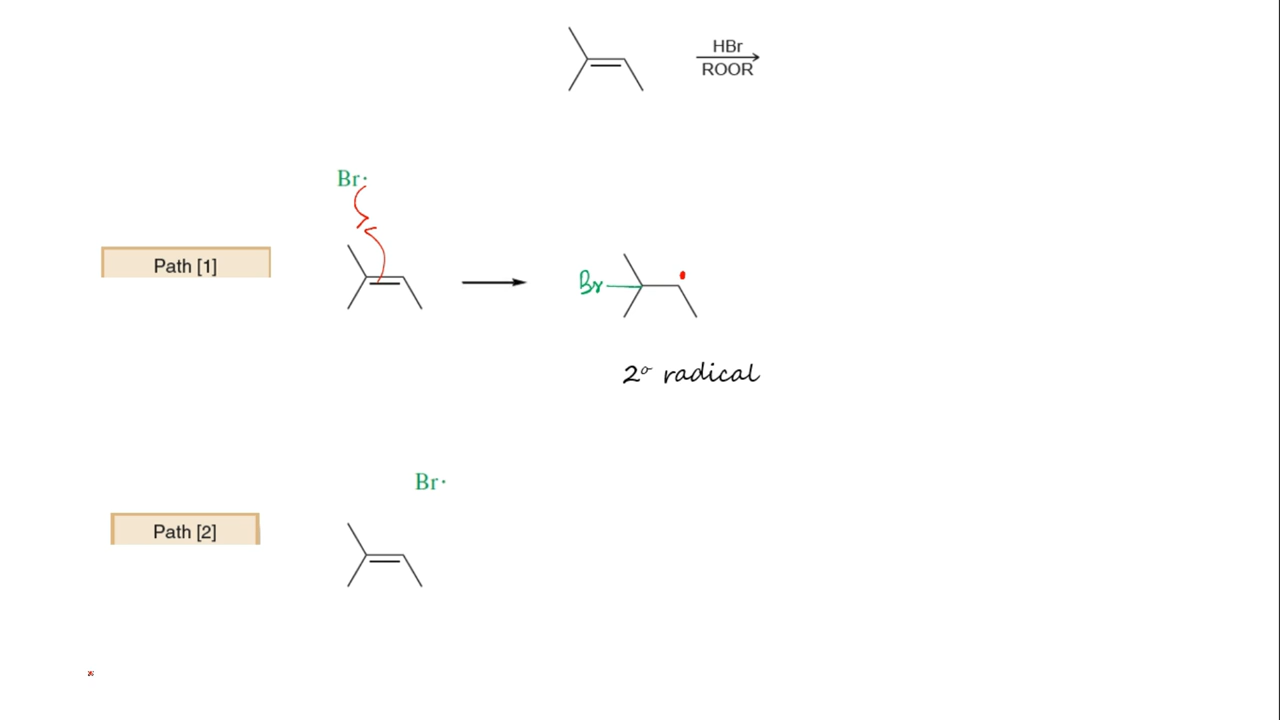 HBr
ROOR
Br·
Path [1]
Br
2° radical
Br·
Path [2]